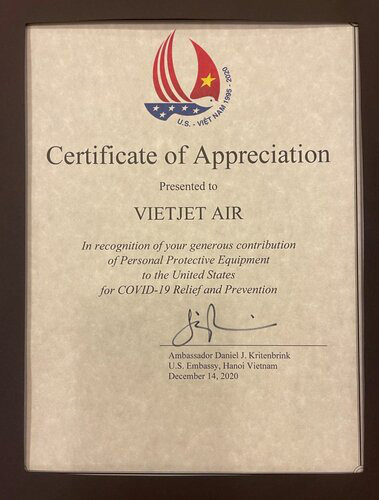 U.S. - VIỆT NAM 1995 - 2020
Certificate of Appreciation
Presented to
VIETJET AIR
In recognition of your generous contribution
of Personal Protective Equipment
to the United States
for COVID-19 Relief and Prevention
Ambassador Daniel J. Kritenbrink
U.S. Embassy, Hanoi Vietnam
December 14, 2020